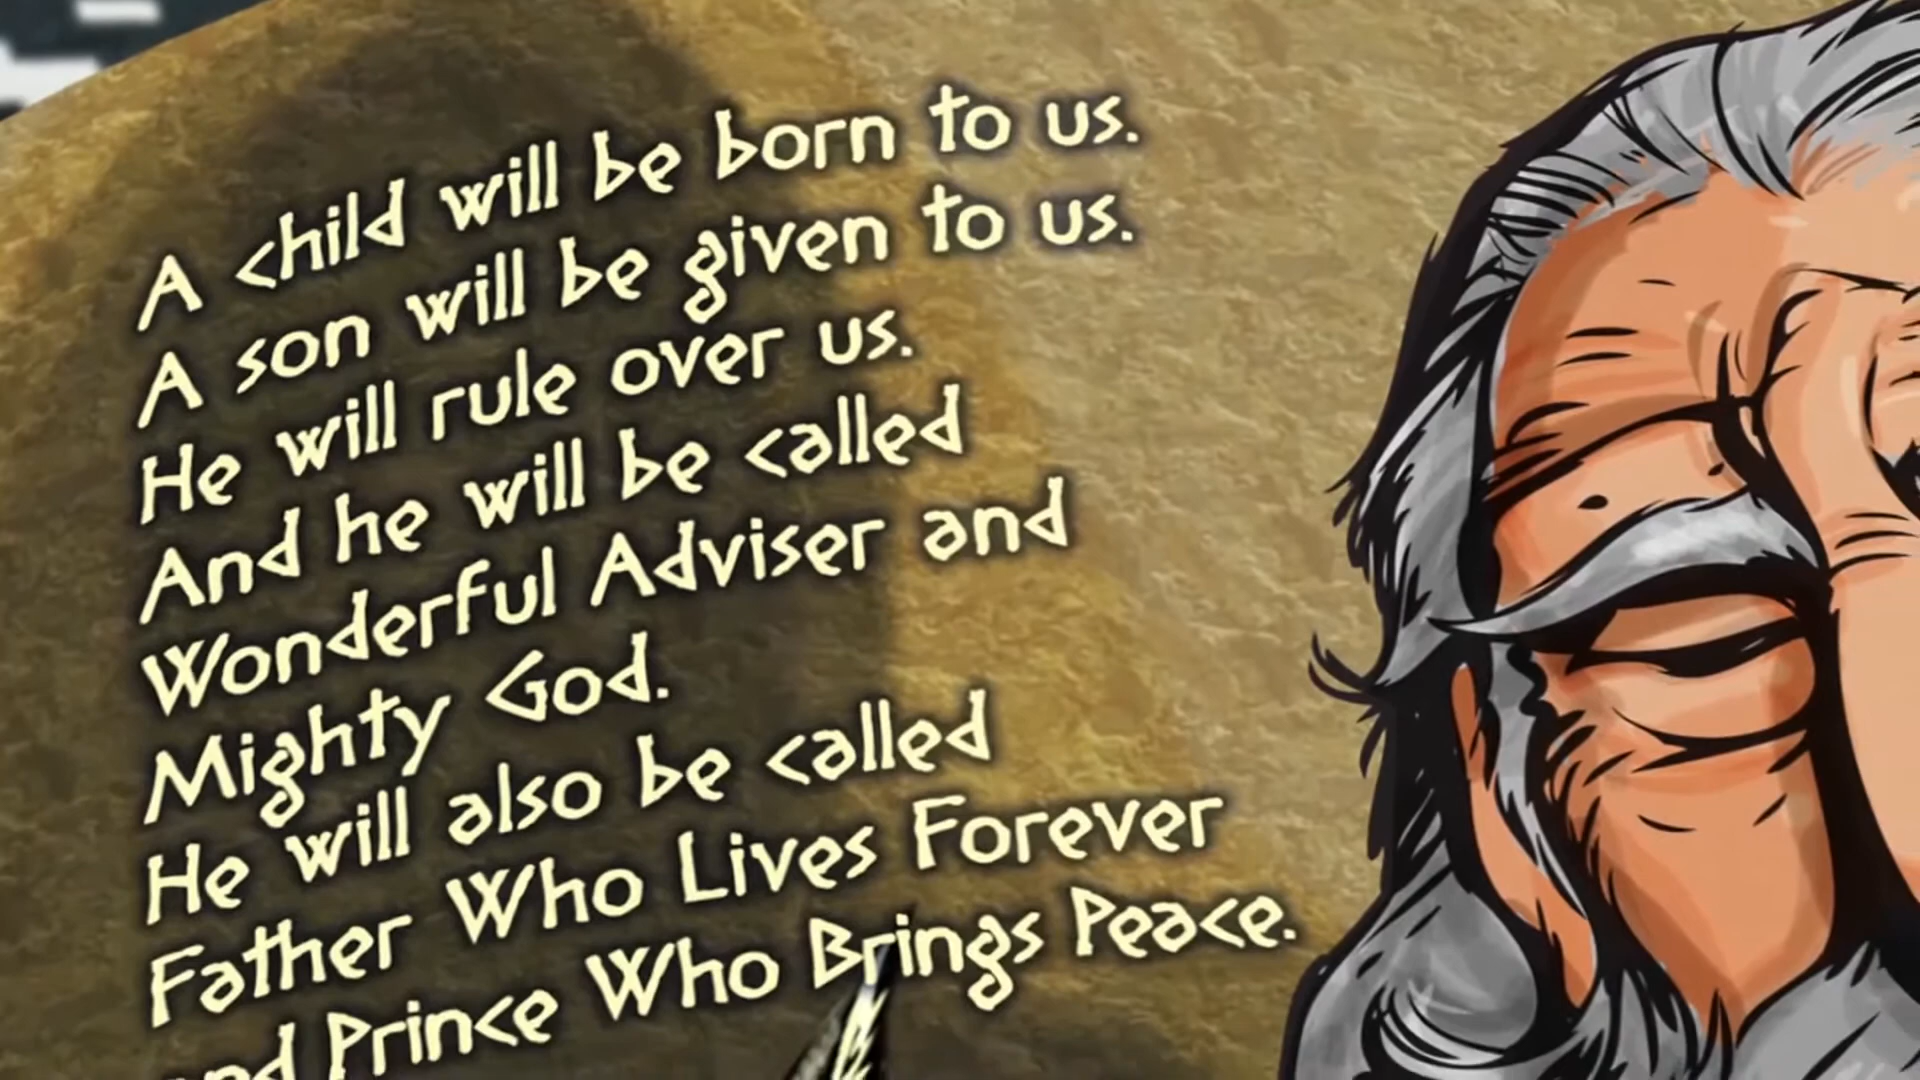 A child will be born to us.
A son will be given to us.
He will rule over us.
And he will be called
Wonderful Adviser and
Mighty God.
He will also be called
Father Who Lives Forever
and Prince Who Brings Peace.